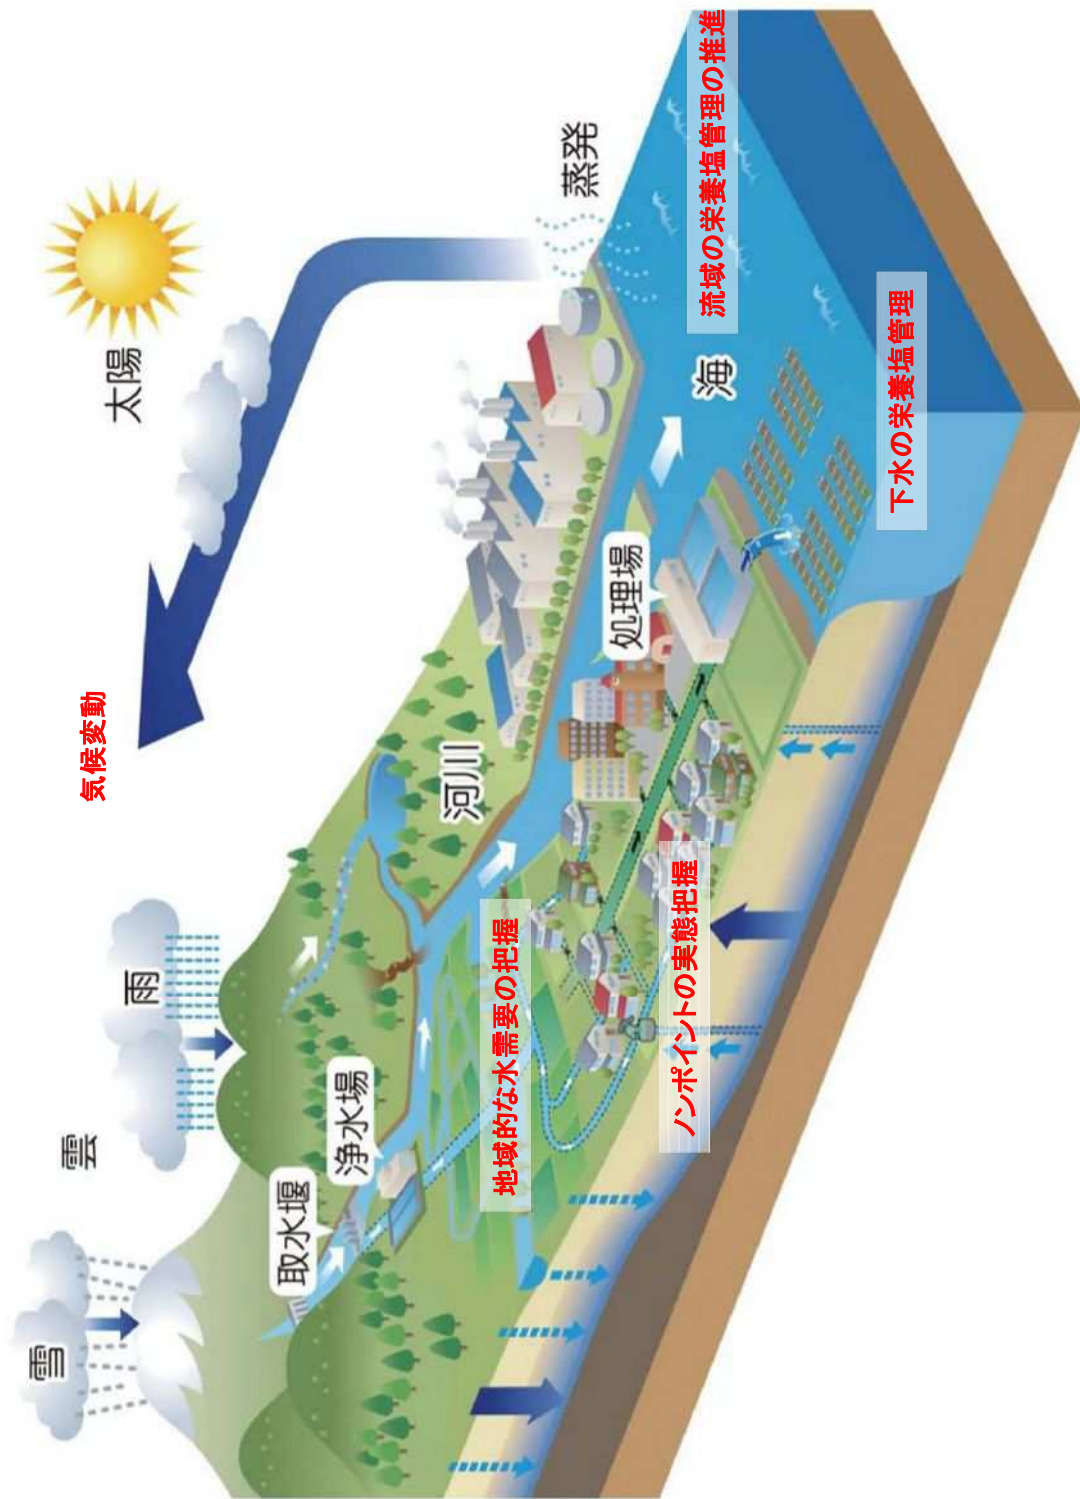 雪
雲
雨
気候変動
太陽
蒸発
取水堰
浄水場
河川
処理場
海
流域の栄養塩管理の推進
地域的な水需要の把握
ノンポイントの実態把握
下水の栄養塩管理